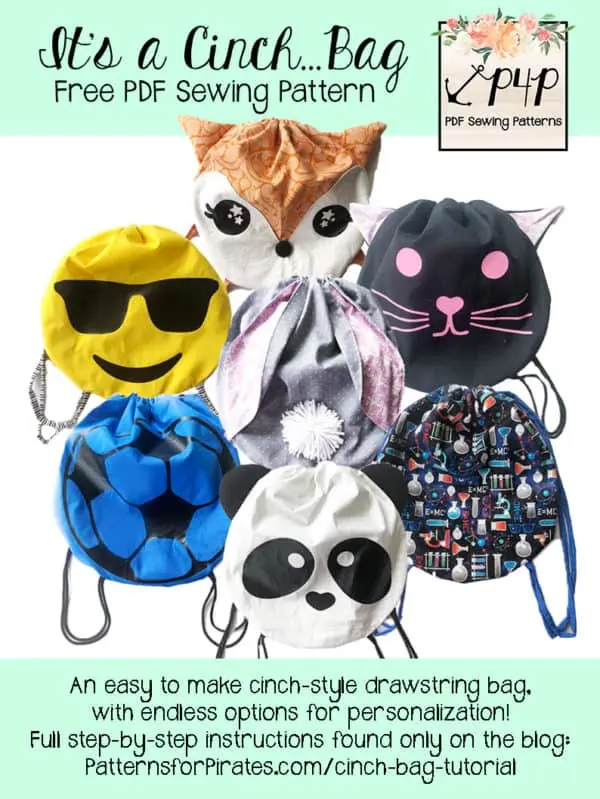 It's a Cinch...Bag
Free PDF Sewing Pattern
p4p
PDF Sewing Patterns
E=MC²
E=MC²
An easy to make cinch-style drawstring bag,
with endless options for personalization!
Full step-by-step instructions found only on the blog:
PatternsforPirates.com/cinch-bag-tutorial